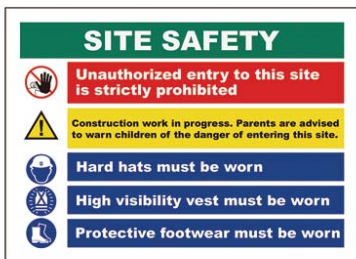 SITE SAFETY
Unauthorized entry to this site
is strictly prohibited
Construction work in progress. Parents are advised
to warn children of the danger of entering this site.
Hard hats must be worn
High visibility vest must be worn
Protective footwear must be worn